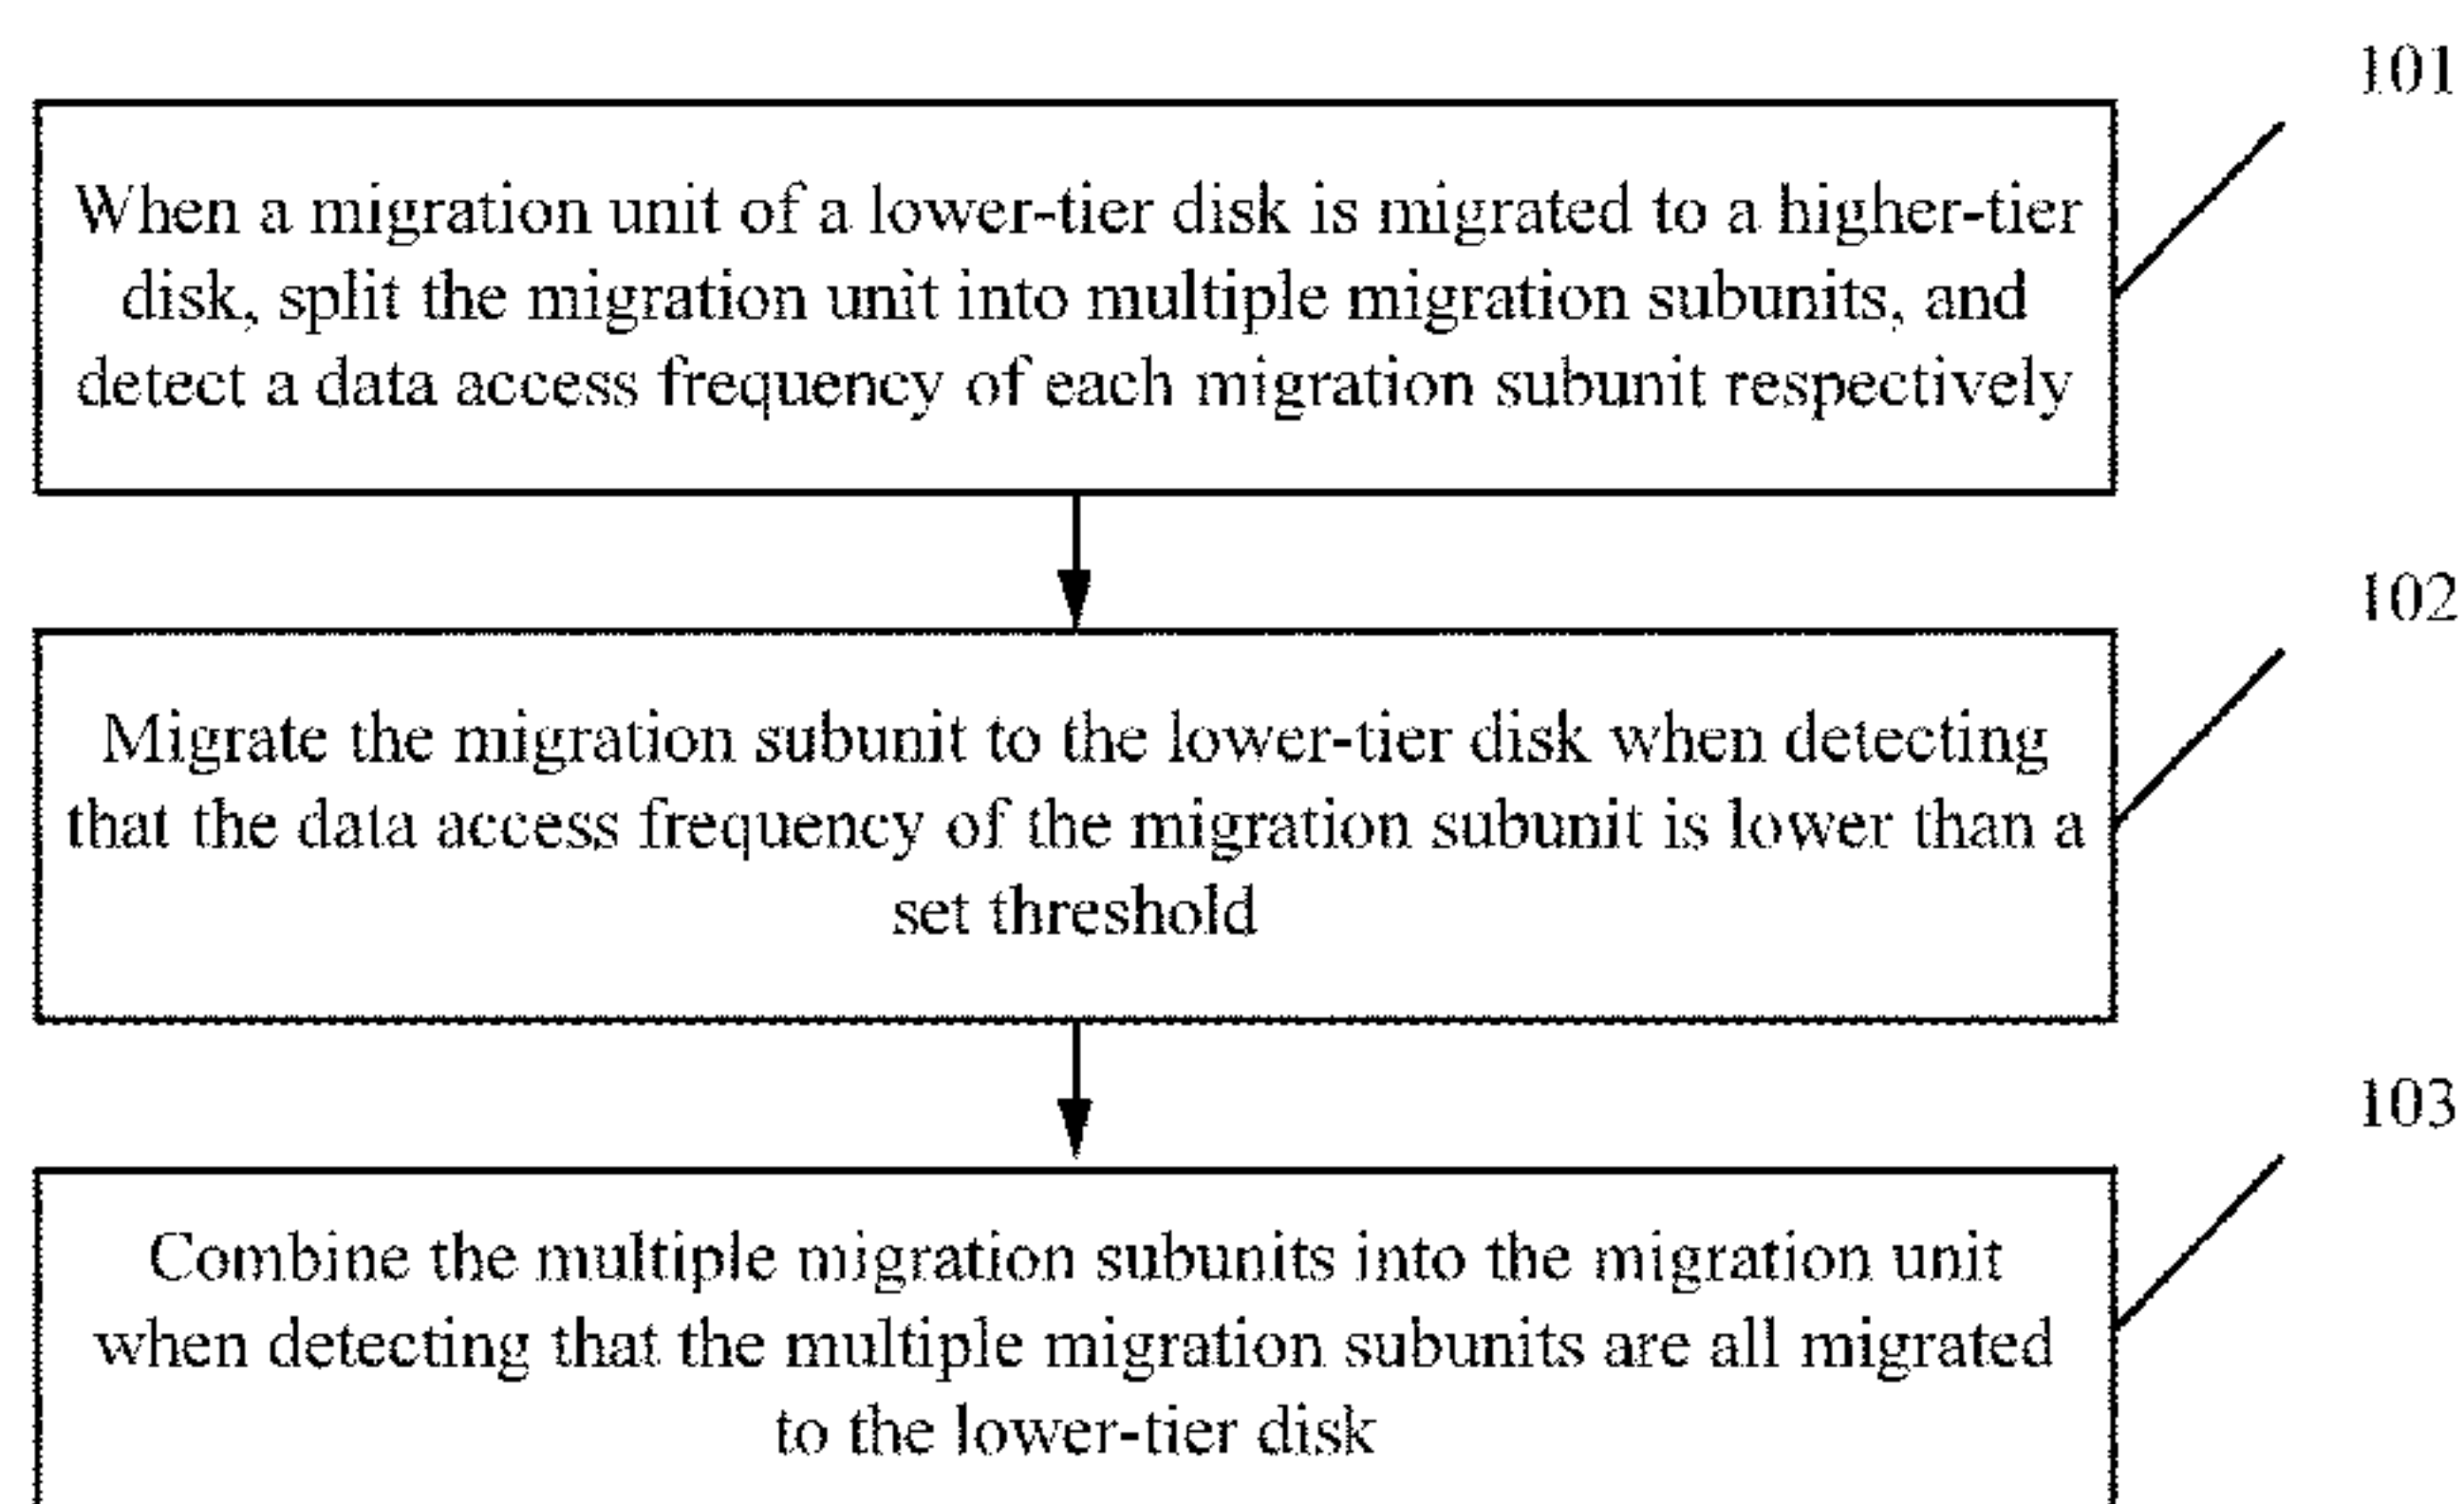 101
When a migration unit of a lower-tier disk is migrated to a higher-tier
disk, split the migration unit into multiple migration subunits, and
detect a data access frequency of each migration subunit respectively
102
Migrate the migration subunit to the lower-tier disk when detecting
that the data access frequency of the migration subunit is lower than a
set threshold
103
Combine the multiple migration subunits into the migration unit
when detecting that the multiple migration subunits are all migrated
to the lower-tier disk